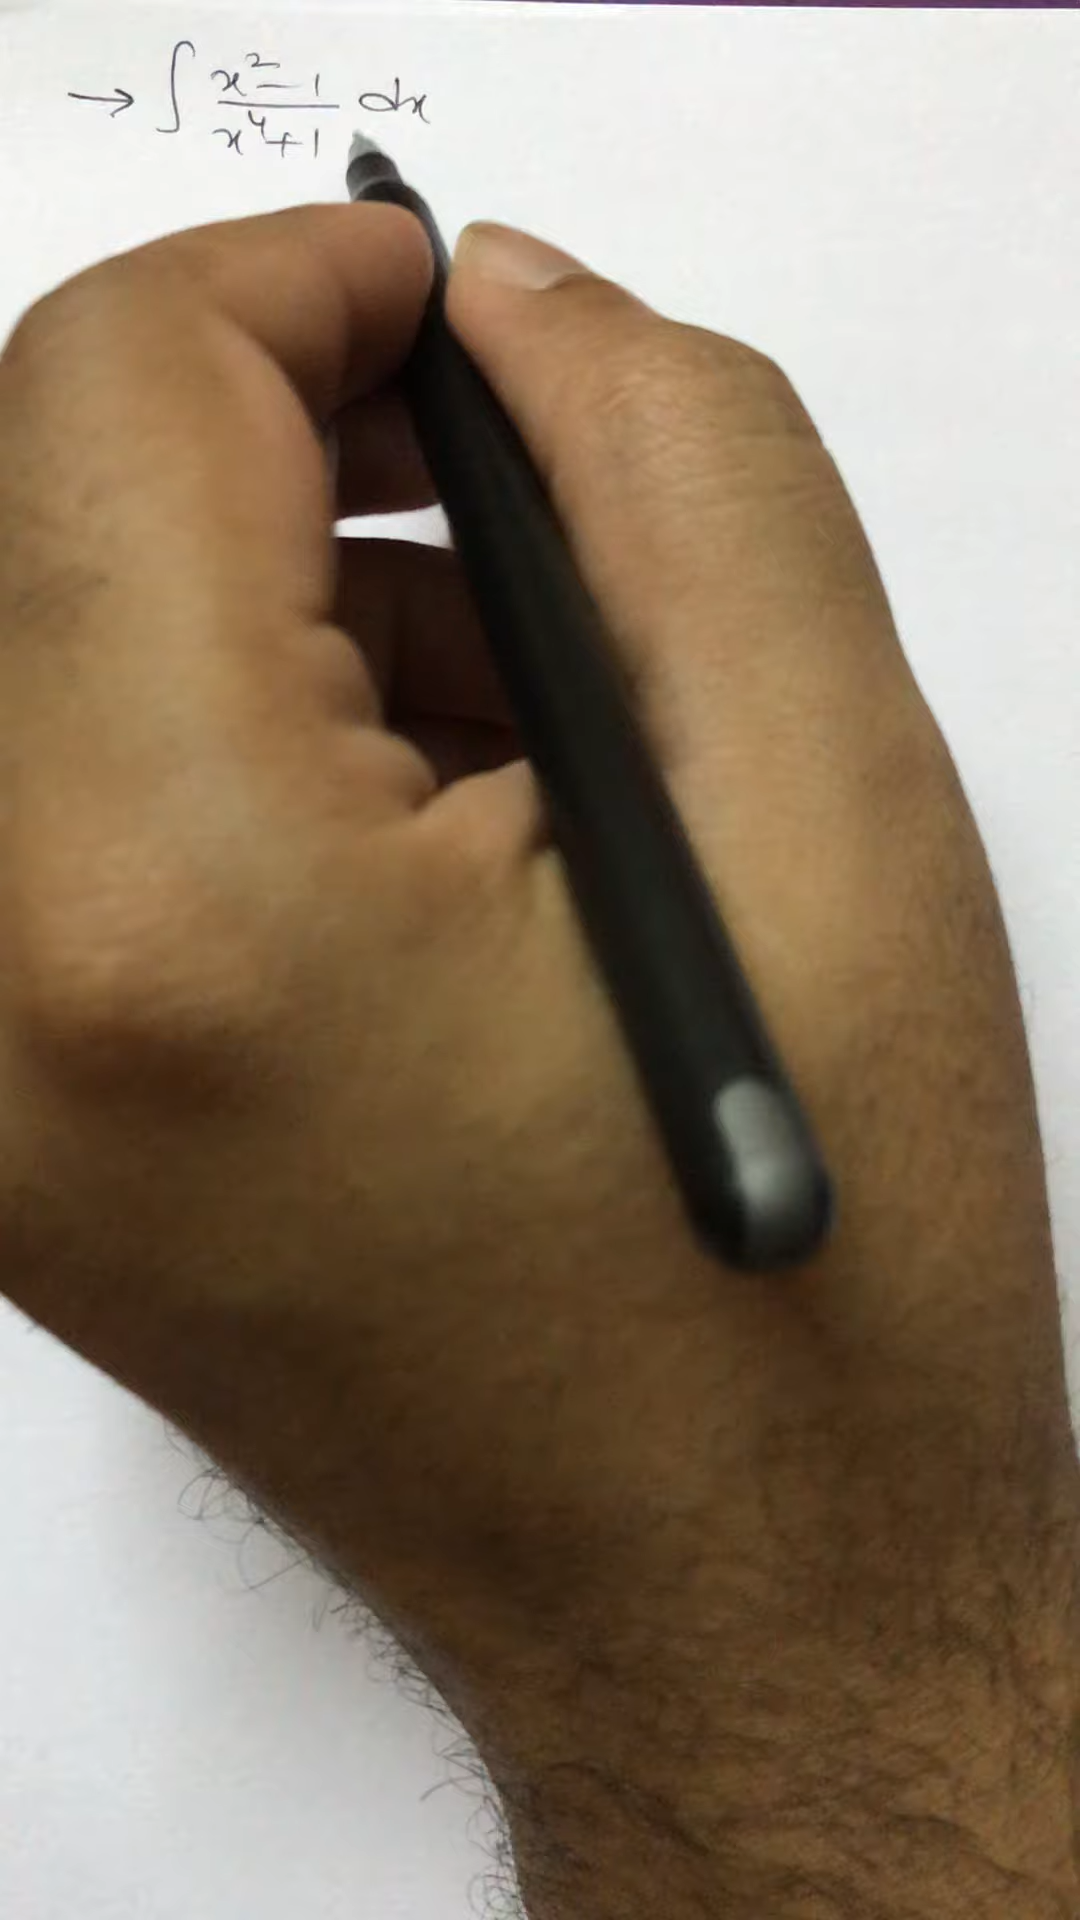 → ∫ (x² - 1)/(x⁴ + 1) dx